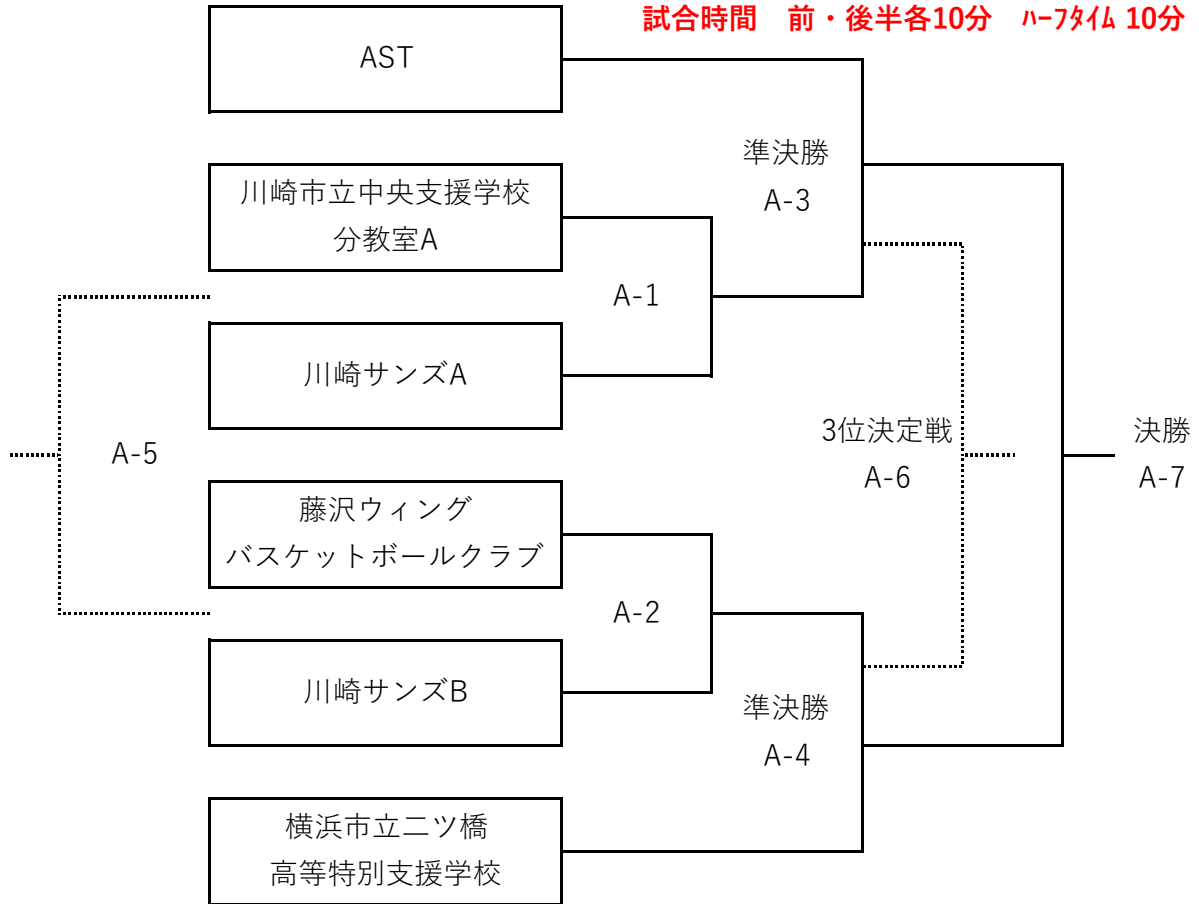 試合時間　前・後半各10分　ﾊｰﾌﾀｲﾑ 10分
AST
準決勝
A-3
川崎市立中央支援学校
分教室A
A-1
川崎サンズA
A-5
3位決定戦
A-6
決勝
A-7
藤沢ウィング
バスケットボールクラブ
A-2
川崎サンズB
準決勝
A-4
横浜市立二ツ橋
高等特別支援学校